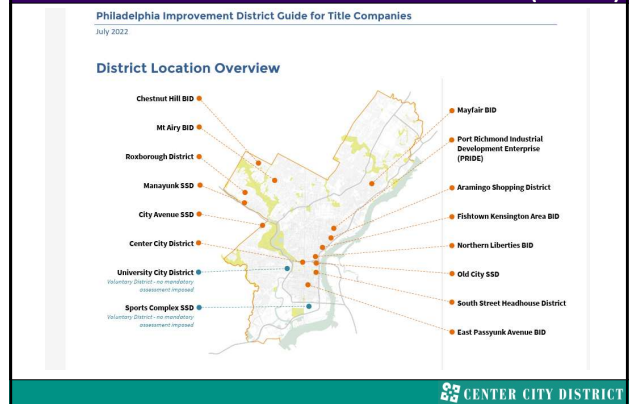 Philadelphia Improvement District Guide for Title Companies
July 2022
District Location Overview
Chestnut Hill BID
Mt Airy BID
Roxborough District
Manayunk SSD
City Avenue SSD
Center City District
University City District
Voluntary District - no mandatory
assessment imposed
Sports Complex SSD
Voluntary District - no mandatory
assessment imposed
Mayfair BID
Port Richmond Industrial
Development Enterprise
(PRIDE)
Aramingo Shopping District
Fishtown Kensington Area BID
Northern Liberties BID
Old City SSD
South Street Headhouse District
East Passyunk Avenue BID
CENTER CITY DISTRICT